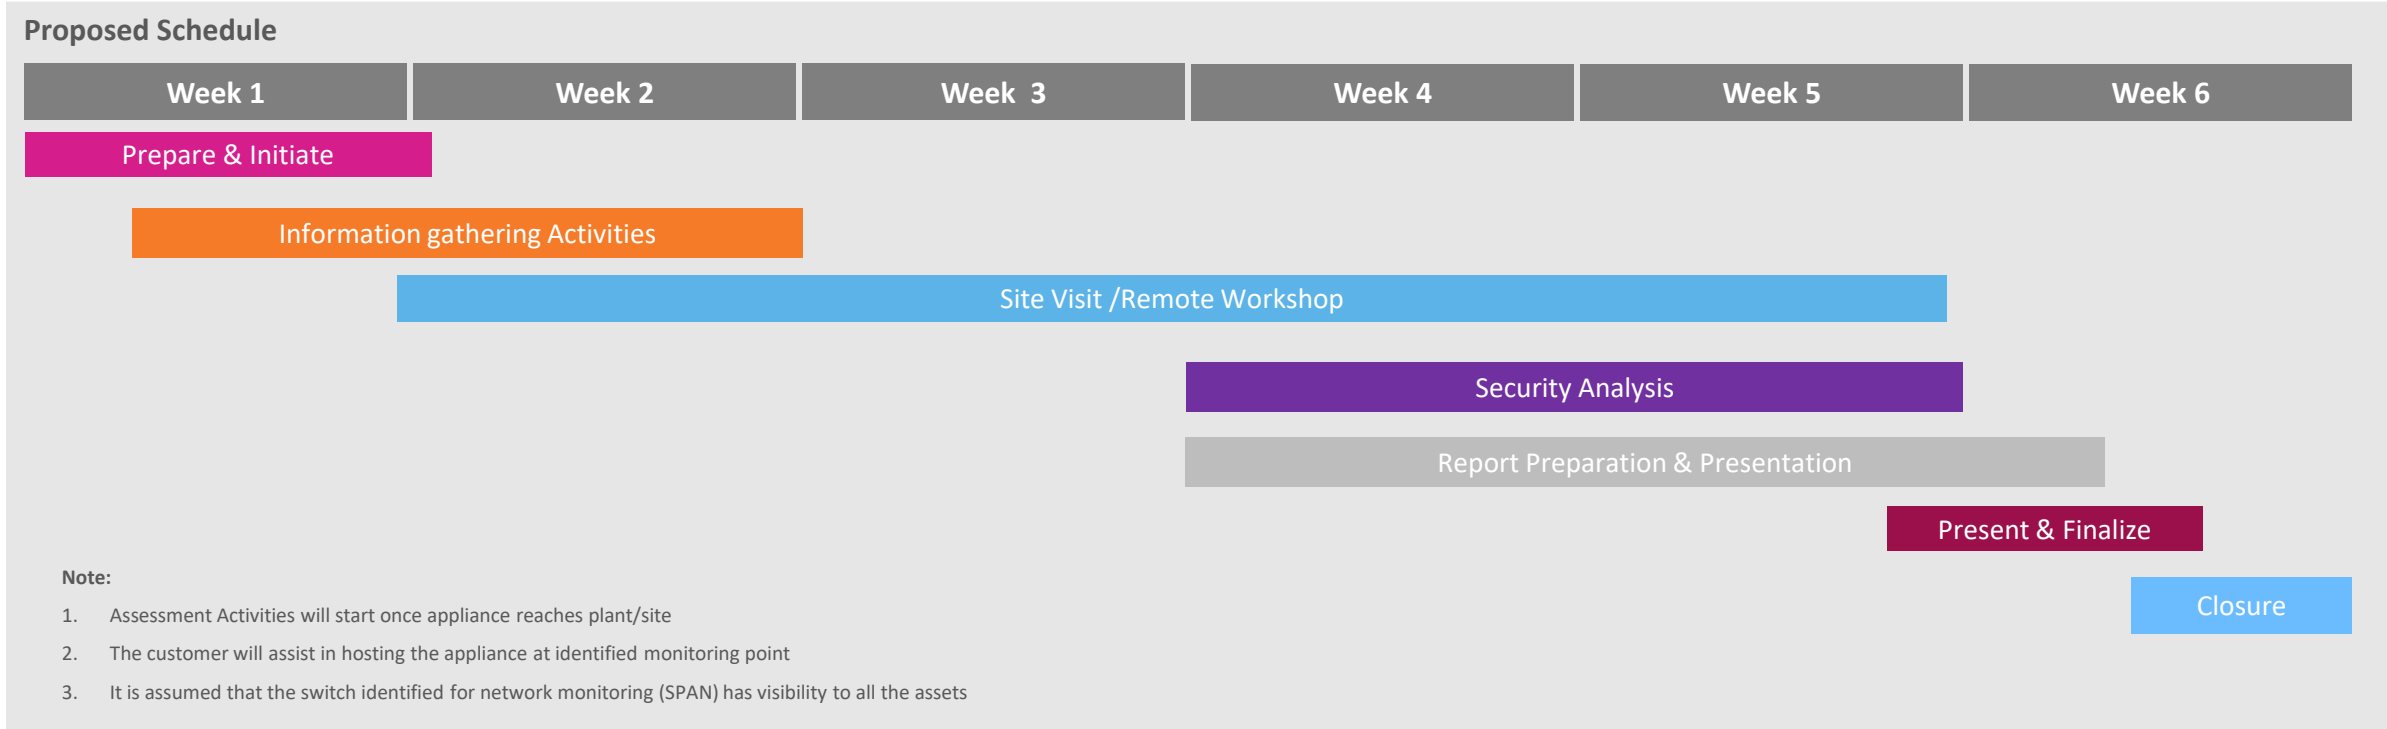 Proposed Schedule
Week 1 Week 2 Week 3 Week 4 Week 5 Week 6
Prepare & Initiate
Information gathering Activities
Site Visit /Remote Workshop
Security Analysis
Report Preparation & Presentation
Present & Finalize
Closure
Note:
1. Assessment Activities will start once appliance reaches plant/site
2. The customer will assist in hosting the appliance at identified monitoring point
3. It is assumed that the switch identified for network monitoring (SPAN) has visibility to all the assets